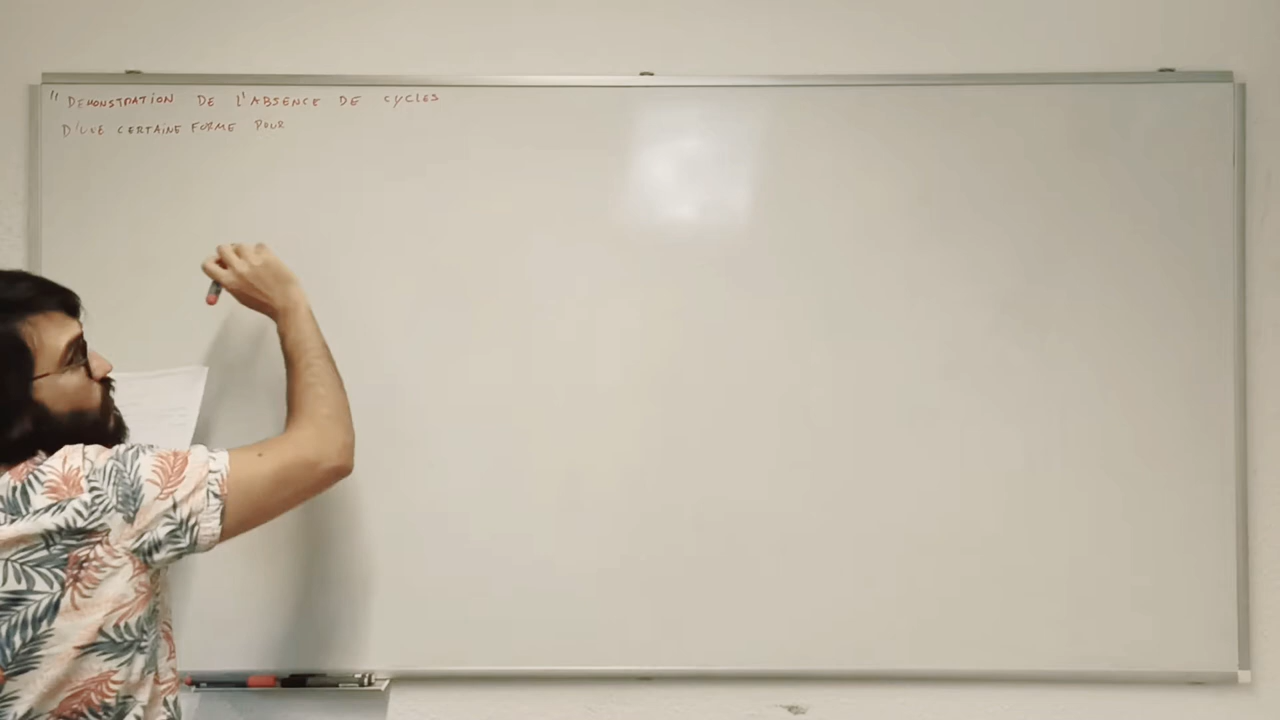 " DEMONSTRATION DE L'ABSENCE DE CYCLES
D'UNE CERTAINE FORME POUR